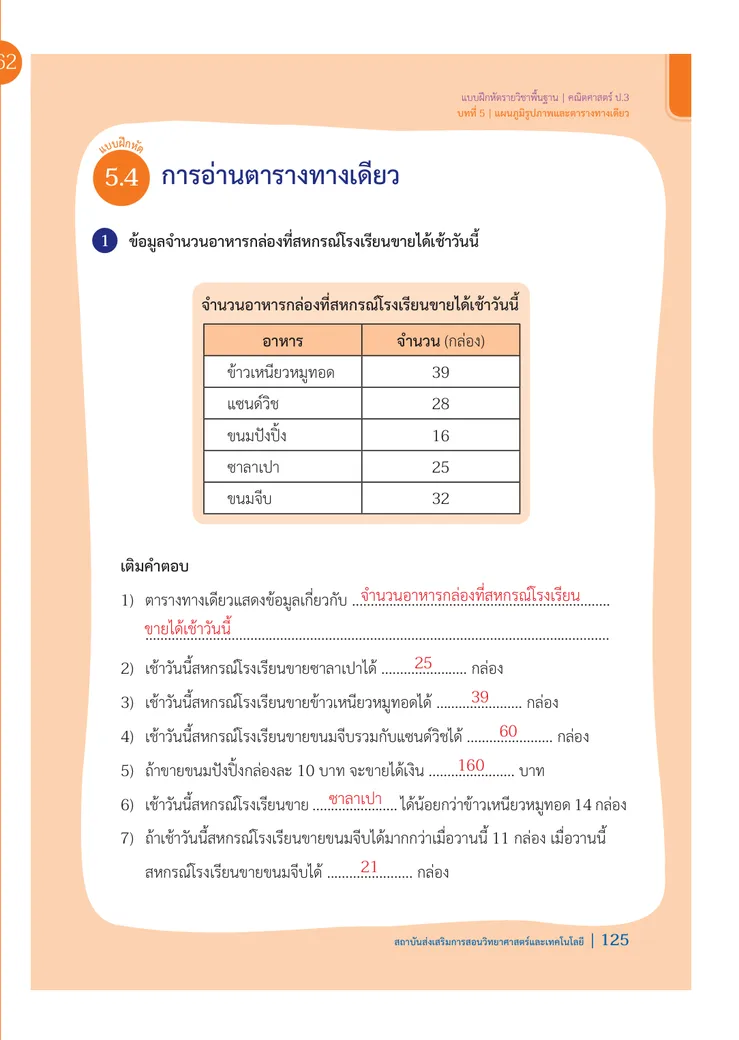 62
แบบฝึกหัดรายวิชาพื้นฐาน | คณิตศาสตร์ ป.3
บทที่ 5 | แผนภูมิรูปภาพและตารางทางเดียว
แบบฝึกหัด
5.4 การอ่านตารางทางเดียว
1 ข้อมูลจำนวนอาหารกล่องที่สหกรณ์โรงเรียนขายได้เช้าวันนี้
จำนวนอาหารกล่องที่สหกรณ์โรงเรียนขายได้เช้าวันนี้
อาหาร จำนวน (กล่อง)
ข้าวเหนียวหมูทอด 39
แซนด์วิช 28
ขนมปังปิ้ง 16
ซาลาเปา 25
ขนมจีบ 32
เติมคำตอบ
1) ตารางทางเดียวแสดงข้อมูลเกี่ยวกับ จำนวนอาหารกล่องที่สหกรณ์โรงเรียน
ขายได้เช้าวันนี้
2) เช้าวันนี้สหกรณ์โรงเรียนขายซาลาเปาได้ 25 กล่อง
3) เช้าวันนี้สหกรณ์โรงเรียนขายข้าวเหนียวหมูทอดได้ 39 กล่อง
4) เช้าวันนี้สหกรณ์โรงเรียนขายขนมจีบรวมกับแซนด์วิชได้ 60 กล่อง
5) ถ้าขายขนมปังปิ้งกล่องละ 10 บาท จะขายได้เงิน 160 บาท
6) เช้าวันนี้สหกรณ์โรงเรียนขาย ซาลาเปา ได้น้อยกว่าข้าวเหนียวหมูทอด 14 กล่อง
7) ถ้าเช้าวันนี้สหกรณ์โรงเรียนขายขนมจีบได้มากกว่าเมื่อวานนี้ 11 กล่อง เมื่อวานนี้
สหกรณ์โรงเรียนขายขนมจีบได้ 21 กล่อง
สถาบันส่งเสริมการสอนวิทยาศาสตร์และเทคโนโลยี | 125